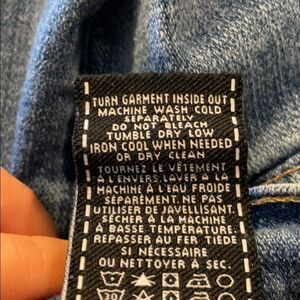 TURN GARMENT INSIDE OUT
MACHINE WASH COLD
SEPARATELY
DO NOT BLEACH
TUMBLE DRY LOW
IRON COOL WHEN NEEDED
OR DRY CLEAN
TOURNEZ LE VÊTEMENT
À L'ENVERS, LAVER À LA
MACHINE À L'EAU FROIDE
SÉPARÉMENT. NE PAS
UTILISER DE JAVELLISANT.
SÉCHER À LA MACHINE
À BASSE TEMPÉRATURE.
REPASSER AU FER TIÈDE
SI NÉCESSAIRE
OU NETTOYER À SEC.
30